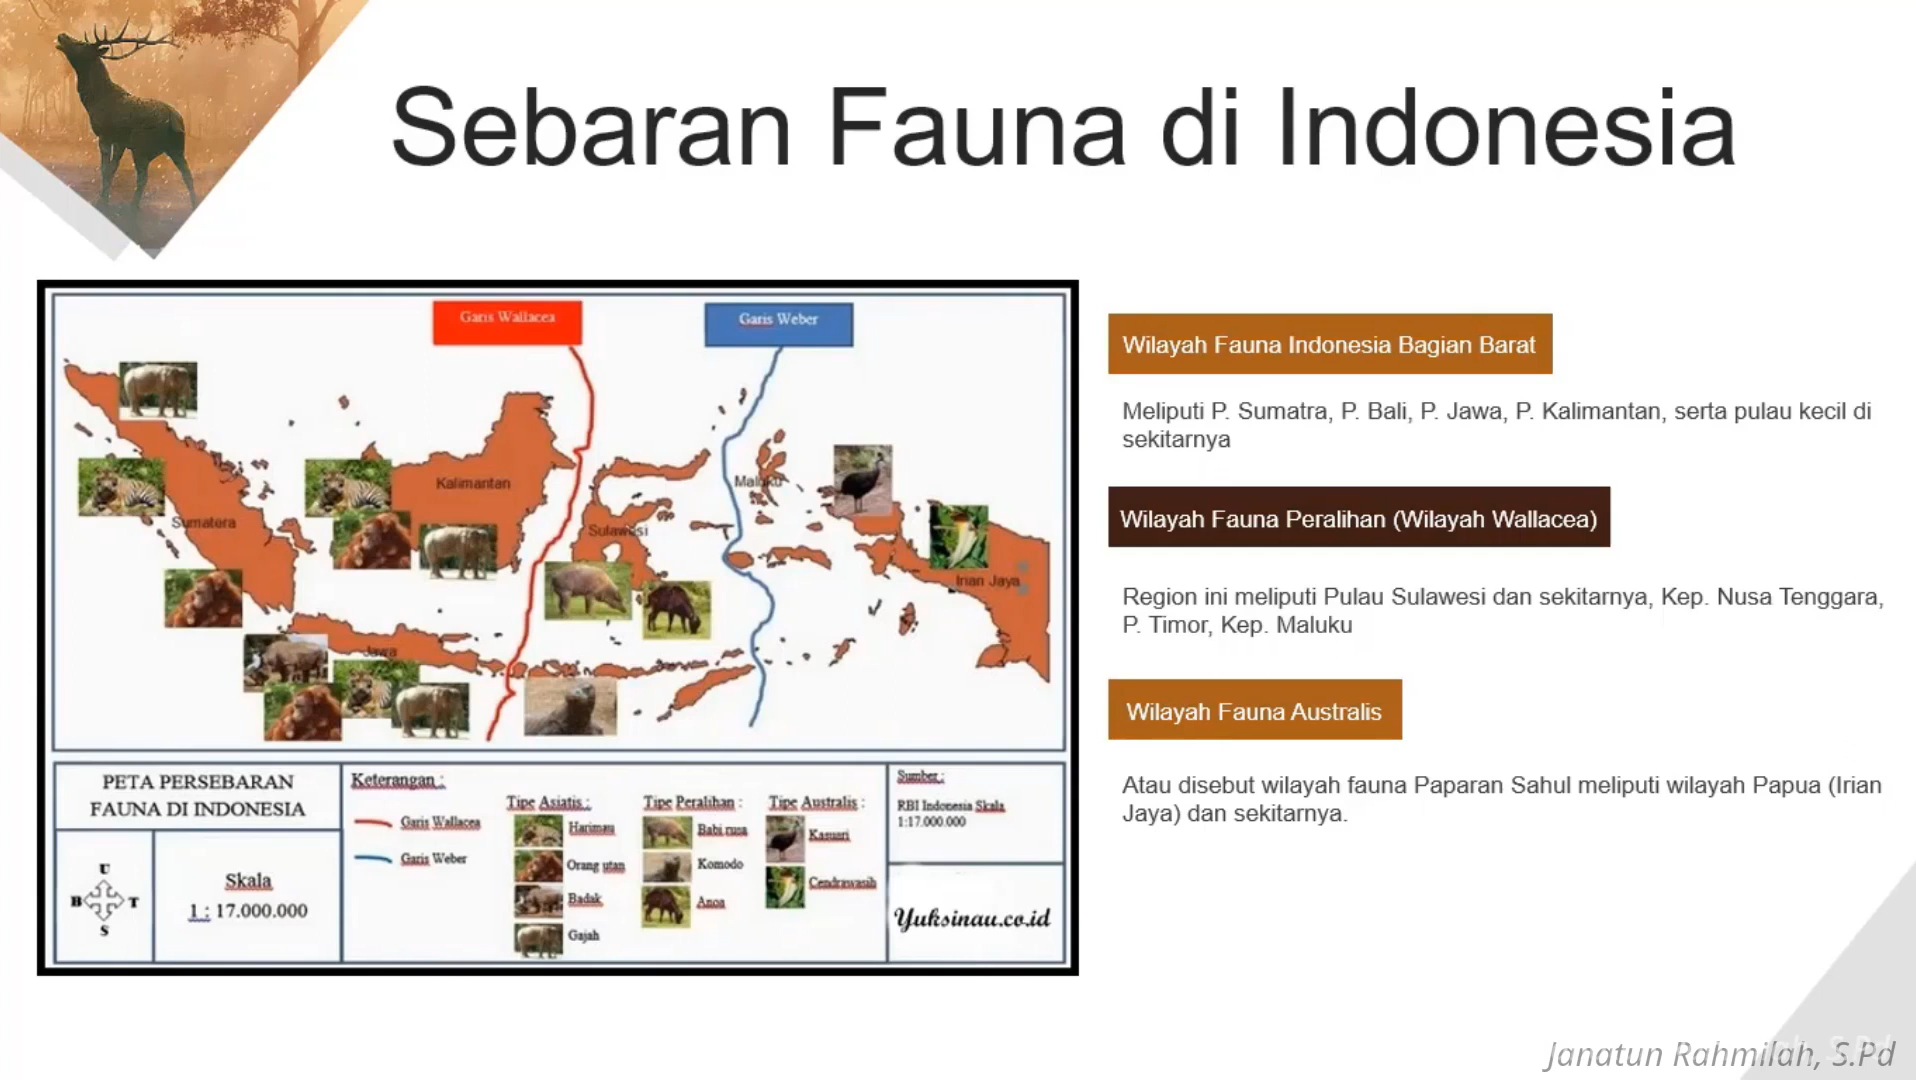 Sebaran Fauna di Indonesia
Garis Wallacea
Garis Weber
Kalimantan
Sumatera
Sulawesi
Maluku
Irian Jaya
Jawa
PETA PERSEBARAN
FAUNA DI INDONESIA
U
B T
S
Skala
1 : 17.000.000
Keterangan :
Garis Wallacea
Garis Weber
Tipe Asiatis :
Harimau
Orang utan
Badak
Gajah
Tipe Peralihan :
Babi rusa
Komodo
Anoa
Tipe Australis :
Kasuari
Cendrawasih
Sumber :
RBI Indonesia Skala
1:17.000.000
Yuksinau.co.id
Wilayah Fauna Indonesia Bagian Barat
Meliputi P. Sumatra, P. Bali, P. Jawa, P. Kalimantan, serta pulau kecil di
sekitarnya
Wilayah Fauna Peralihan (Wilayah Wallacea)
Region ini meliputi Pulau Sulawesi dan sekitarnya, Kep. Nusa Tenggara,
P. Timor, Kep. Maluku
Wilayah Fauna Australis
Atau disebut wilayah fauna Paparan Sahul meliputi wilayah Papua (Irian
Jaya) dan sekitarnya.
Janatun Rahmilah, S.Pd